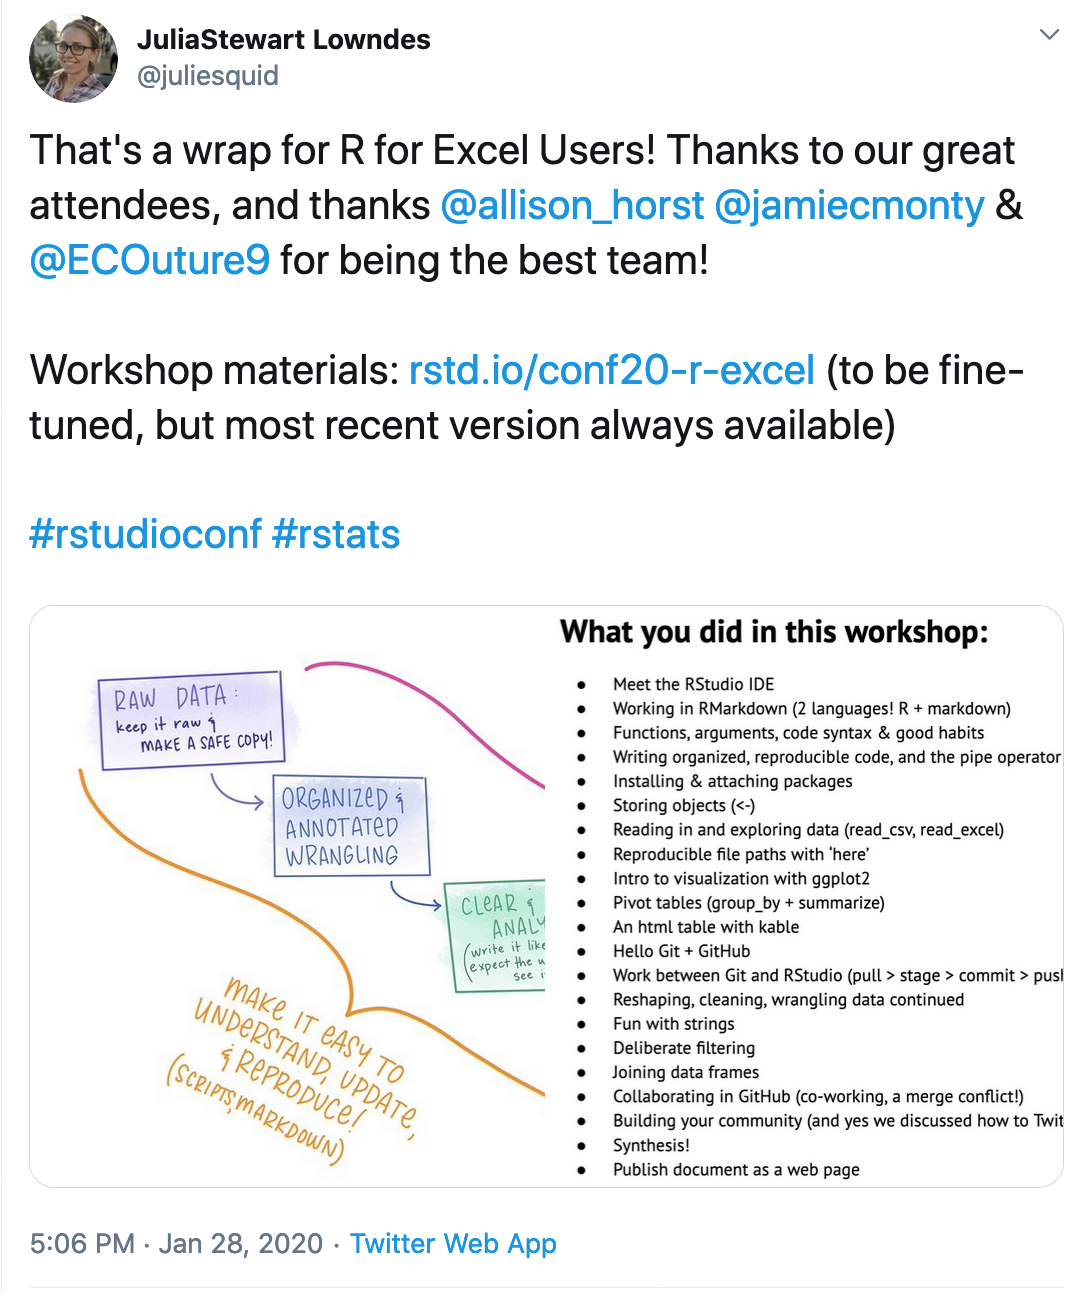 JuliaStewart Lowndes
@juliesquid
That's a wrap for R for Excel Users! Thanks to our great
attendees, and thanks @allison_horst @jamiecmonty &
@ECOuture9 for being the best team!
Workshop materials: rstd.io/conf20-r-excel (to be fine-
tuned, but most recent version always available)
#rstudioconf #rstats
RAW DATA:
keep it raw &
MAKE A SAFE COPY!
ORGANIZED &
ANNOTATED
WRANGLING
CLEAR &
ANALY
(write it like
expect the w
see i
MAKE IT EASY TO
UNDERSTAND, UPDATE,
& REPRODUCE!
(SCRIPTS, MARKDOWN)
What you did in this workshop:
• Meet the RStudio IDE
• Working in RMarkdown (2 languages! R + markdown)
• Functions, arguments, code syntax & good habits
• Writing organized, reproducible code, and the pipe operator
• Installing & attaching packages
• Storing objects (<-)
• Reading in and exploring data (read_csv, read_excel)
• Reproducible file paths with ‘here’
• Intro to visualization with ggplot2
• Pivot tables (group_by + summarize)
• An html table with kable
• Hello Git + GitHub
• Work between Git and RStudio (pull > stage > commit > pus
• Reshaping, cleaning, wrangling data continued
• Fun with strings
• Deliberate filtering
• Joining data frames
• Collaborating in GitHub (co-working, a merge conflict!)
• Building your community (and yes we discussed how to Twit
• Synthesis!
• Publish document as a web page
5:06 PM · Jan 28, 2020 · Twitter Web App